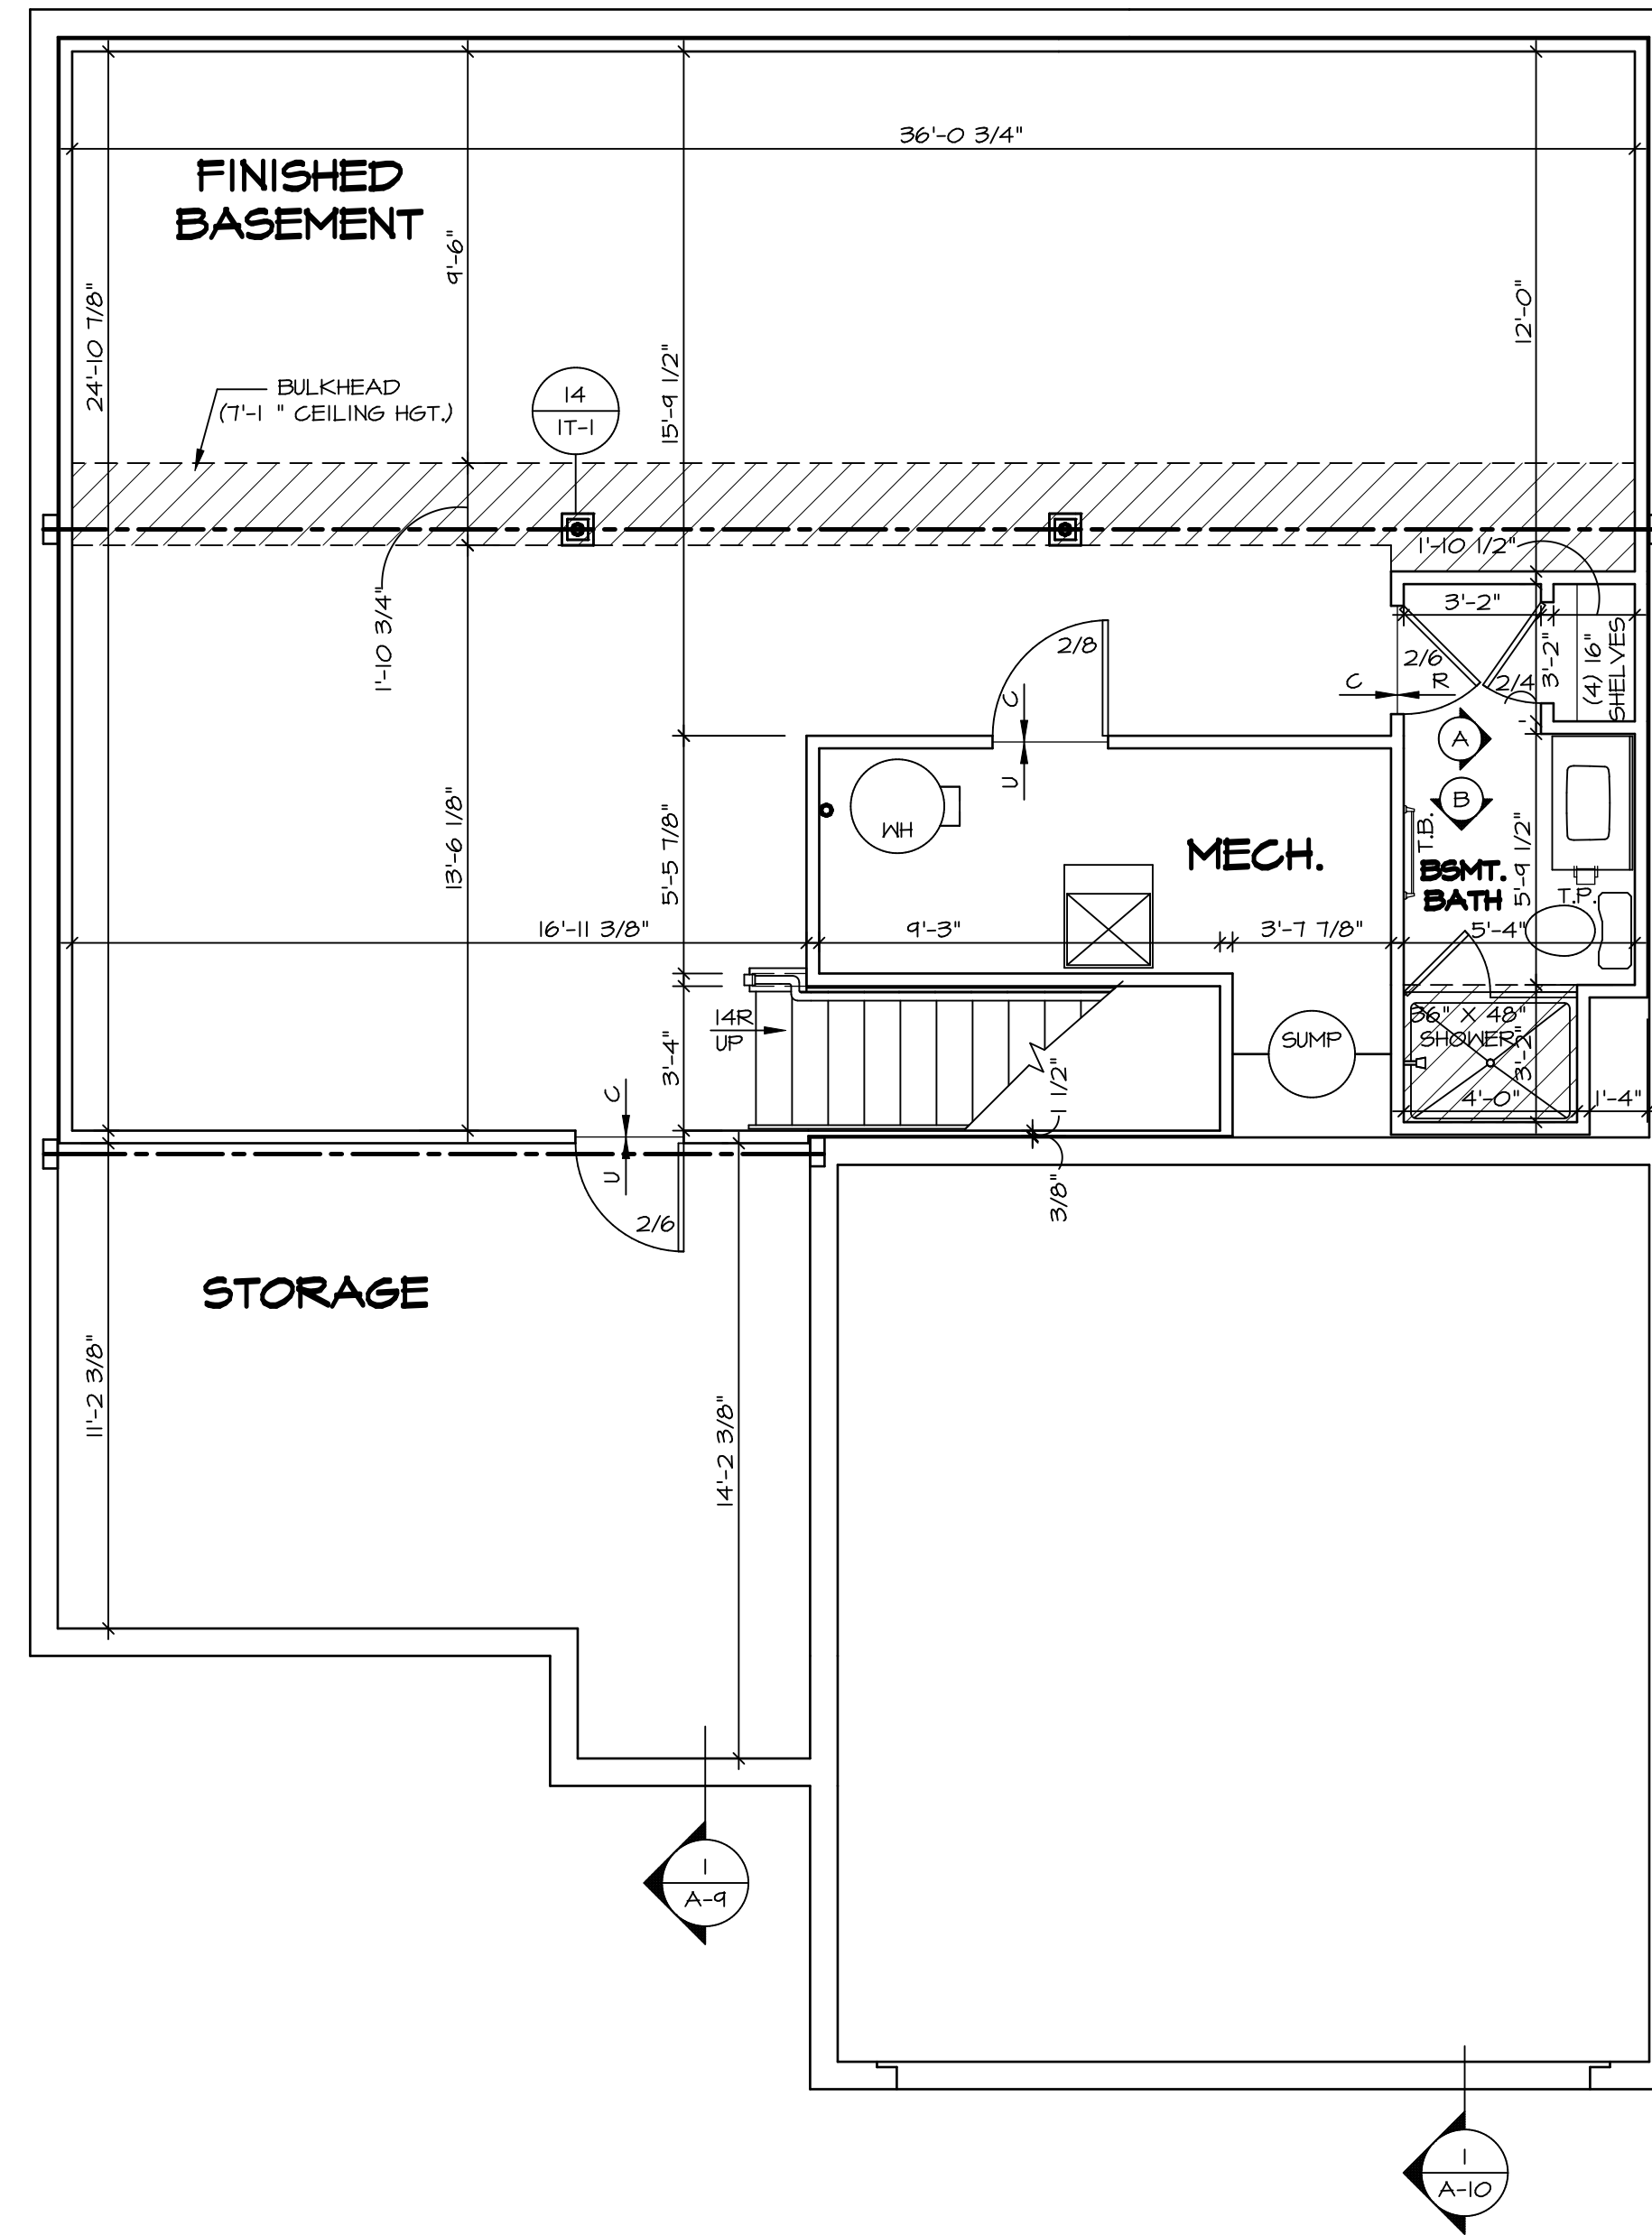 36'-0 3/4"
FINISHED
BASEMENT
9'-6"
24'-10 7/8"
12'-0"
15'-9 1/2"
BULKHEAD
(7'-1 " CEILING HGT.)
14
1T-1
1'-10 1/2"
1'-10 3/4"
3'-2"
2/8
2/6
3'-2"
(4) 16"
SHELVES
C
R
2/4
C
U
A
B
WH
13'-6 1/8"
5'-5 7/8"
MECH.
T.B.
5'-9 1/2"
BSMT.
BATH
T.P.
16'-11 3/8"
9'-3"
3'-7 7/8"
5'-4"
14R
UP
3'-4"
SUMP
36" X 48"
SHOWER
3'-2"
4'-0"
1'-4"
1 1/2"
C
U
3/8"
2/6
STORAGE
11'-2 3/8"
14'-2 3/8"
1
A-9
1
A-10